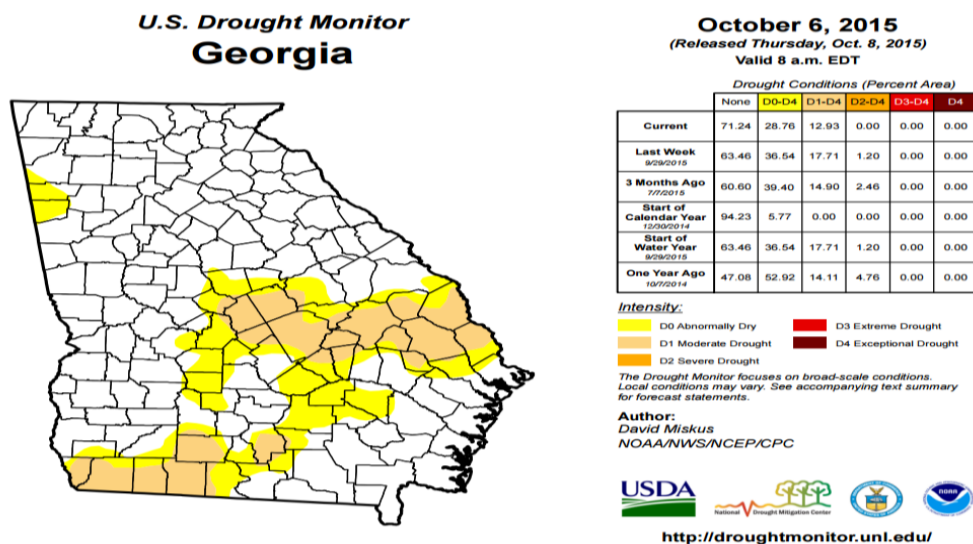 U.S. Drought Monitor
Georgia
October 6, 2015
(Released Thursday, Oct. 8, 2015)
Valid 8 a.m. EDT
Drought Conditions (Percent Area)
None D0-D4 D1-D4 D2-D4 D3-D4 D4
Current 71.24 28.76 12.93 0.00 0.00 0.00
Last Week 63.46 36.54 17.71 1.20 0.00 0.00
9/29/2015
3 Months Ago 60.60 39.40 14.90 2.46 0.00 0.00
7/7/2015
Start of
Calendar Year 94.23 5.77 0.00 0.00 0.00 0.00
12/30/2014
Start of
Water Year 63.46 36.54 17.71 1.20 0.00 0.00
9/29/2015
One Year Ago 47.08 52.92 14.11 4.76 0.00 0.00
10/7/2014
Intensity:
D0 Abnormally Dry D3 Extreme Drought
D1 Moderate Drought D4 Exceptional Drought
D2 Severe Drought
The Drought Monitor focuses on broad-scale conditions.
Local conditions may vary. See accompanying text summary
for forecast statements.
Author:
David Miskus
NOAA/NWS/NCEP/CPC
USDA
National Drought Mitigation Center
NOAA
http://droughtmonitor.unl.edu/